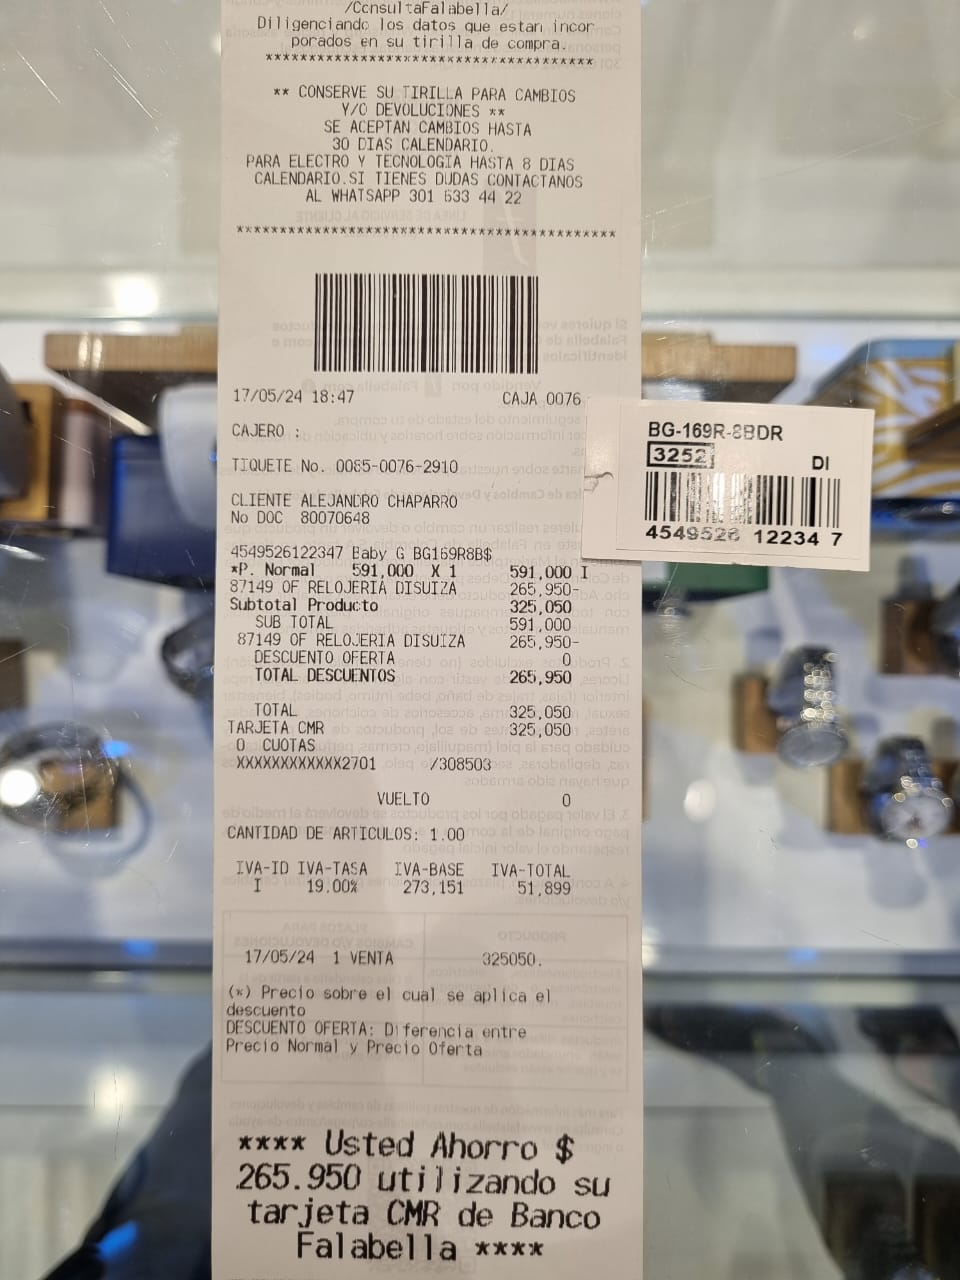 /ConsultaFalabella/
Diligenciando los datos que estan incor
porados en su tirilla de compra.
****************************************
** CONSERVE SU TIRILLA PARA CAMBIOS
Y/O DEVOLUCIONES **
SE ACEPTAN CAMBIOS HASTA
30 DIAS CALENDARIO.
PARA ELECTRO Y TECNOLOGIA HASTA 8 DIAS
CALENDARIO.SI TIENES DUDAS CONTACTANOS
AL WHATSAPP 301 633 44 22
********************************************
17/05/24 18:47 CAJA 0076
CAJERO :
TIQUETE No. 0085-0076-2910
CLIENTE ALEJANDRO CHAPARRO
No DOC 80070648
4549526122347 Baby G BG169R8B$
*P. Normal 591,000 X 1 591,000 I
87149 OF RELOJERIA DISUIZA 265,950-
Subtotal Producto 325,050
SUB TOTAL 591,000
87149 OF RELOJERIA DISUIZA 265,950-
DESCUENTO OFERTA 0
TOTAL DESCUENTOS 265,950
TOTAL 325,050
TARJETA CMR 325,050
0 CUOTAS
XXXXXXXXXXXX2701 /308503
VUELTO 0
CANTIDAD DE ARTICULOS: 1.00
IVA-ID IVA-TASA IVA-BASE IVA-TOTAL
I 19.00% 273,151 51,899
17/05/24 1 VENTA 325050.
(*) Precio sobre el cual se aplica el
descuento
DESCUENTO OFERTA: Diferencia entre
Precio Normal y Precio Oferta
**** Usted Ahorro $
265.950 utilizando su
tarjeta CMR de Banco
Falabella ****
BG-169R-8BDR
3252
DI
4549526 12234 7